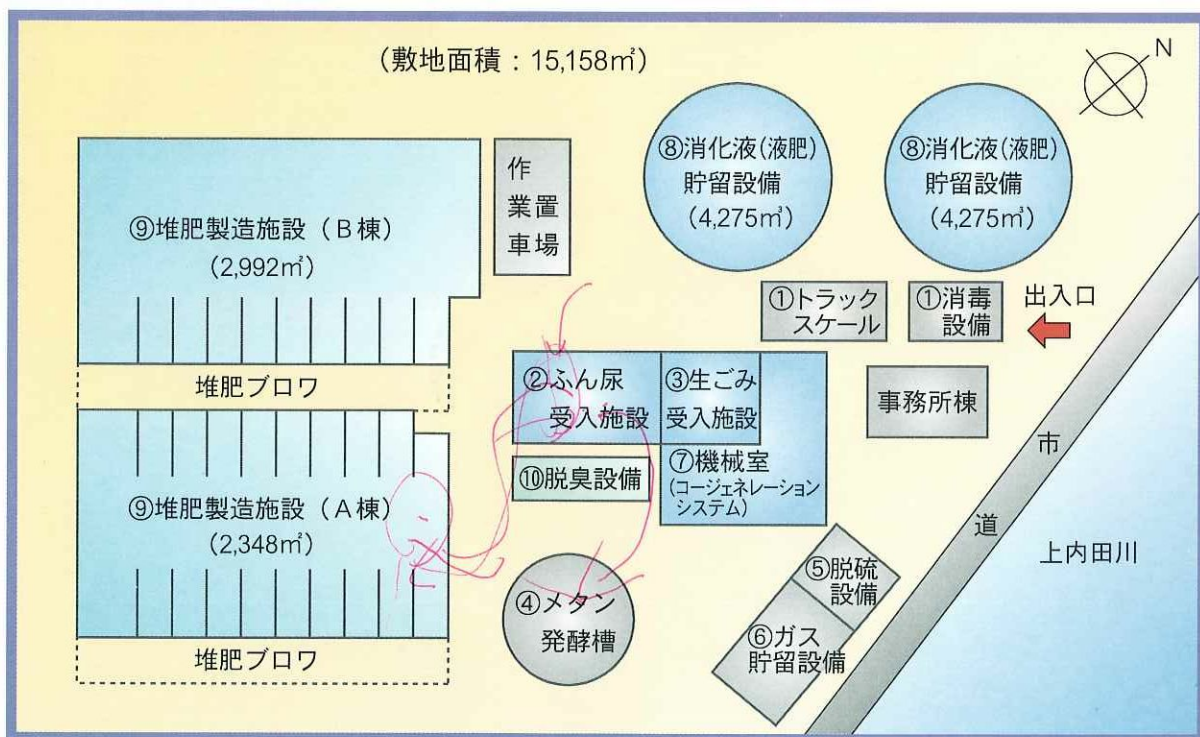 (敷地面積：15,158㎡)
N
⑧消化液(液肥)
貯留設備
(4,275㎥)
⑧消化液(液肥)
貯留設備
(4,275㎥)
作
業置
車場
⑨堆肥製造施設(B棟)
(2,992㎡)
堆肥ブロワ
①トラック
スケール
①消毒
設備
出入口
②ふん尿
受入施設
③生ごみ
受入施設
事務所棟
⑩脱臭設備
⑦機械室
(コージェネレーション
システム)
⑨堆肥製造施設(A棟)
(2,348㎡)
堆肥ブロワ
④メタン
発酵槽
⑤脱硫
設備
⑥ガス
貯留設備
市
道
上内田川